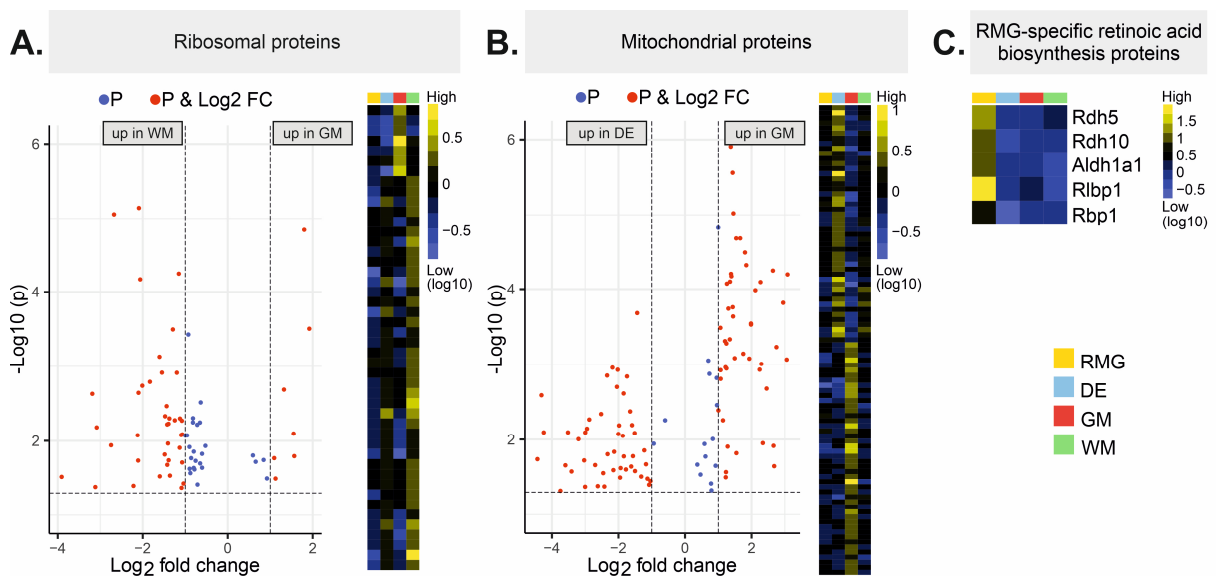 A.
Ribosomal proteins
P
P & Log2 FC
up in WM
up in GM
6
4
2
-Log10 (p)
−4
−2
0
2
Log2 fold change
High
0.5
0
−0.5
Low
(log10)
B.
Mitochondrial proteins
P
P & Log2 FC
up in DE
up in GM
6
4
2
-Log10 (p)
−4
−2
0
2
Log2 fold change
High
1
0.5
0
−0.5
Low
(log10)
C.
RMG-specific retinoic acid
biosynthesis proteins
Rdh5
Rdh10
Aldh1a1
Rlbp1
Rbp1
High
1.5
1
0.5
0
−0.5
Low
(log10)
RMG
DE
GM
WM